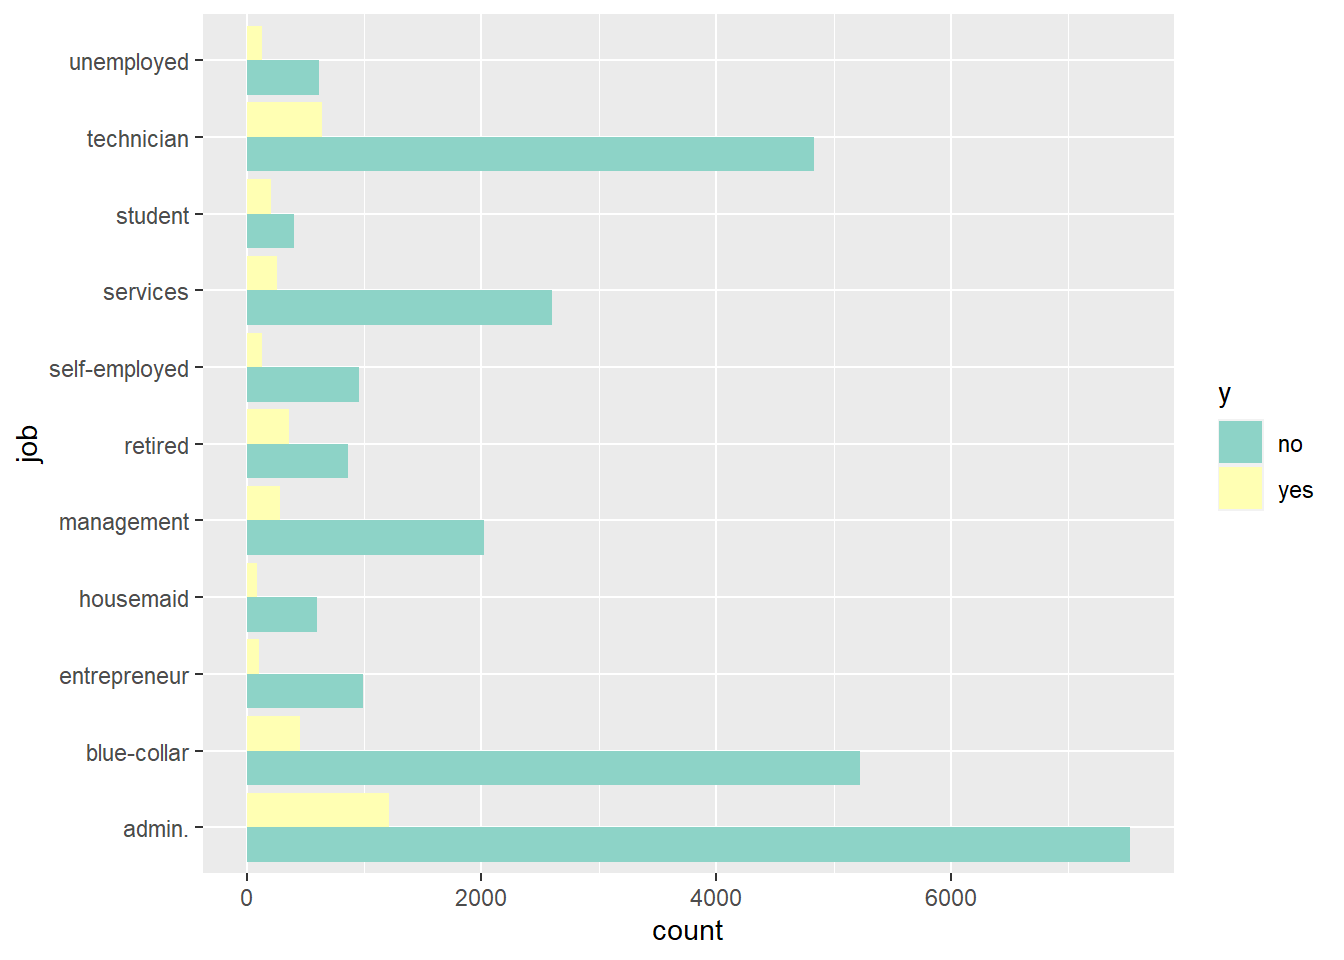 unemployed
technician
student
services
self-employed
retired
management
housemaid
entrepreneur
blue-collar
admin.
job
0 2000 4000 6000
count
y
no
yes